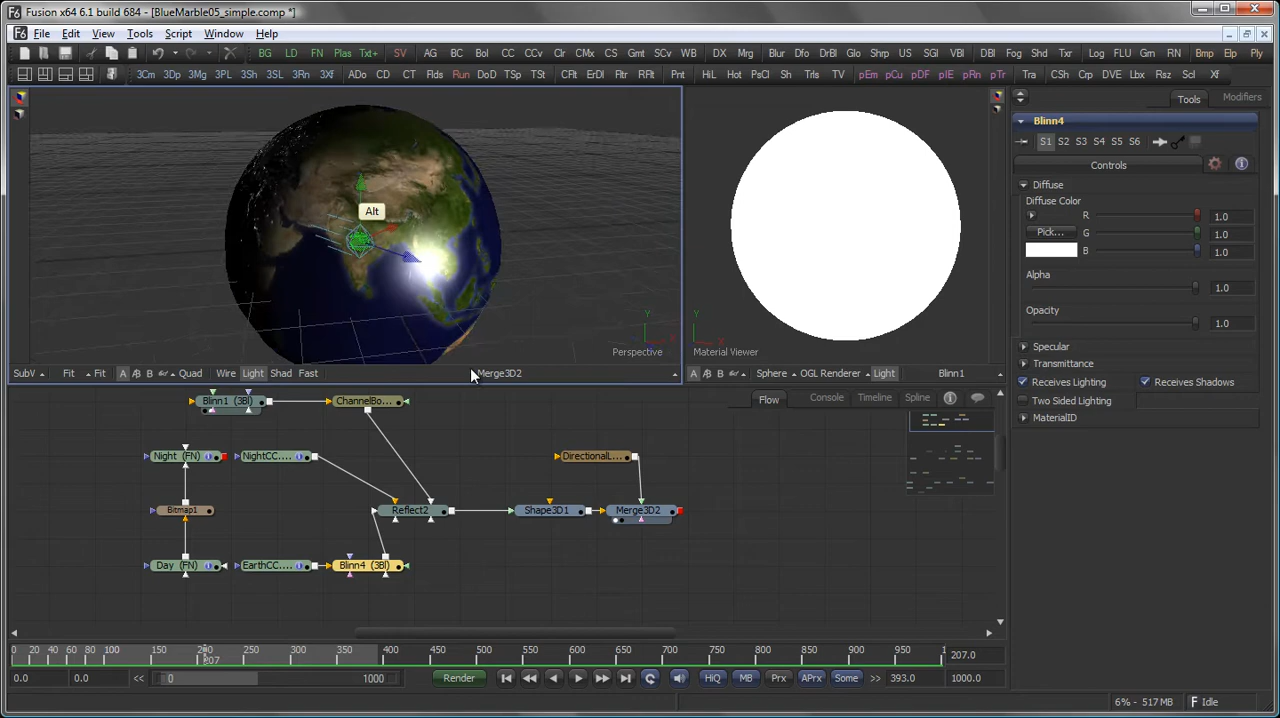 Fusion x64 6.1 build 684 - [BlueMarble05_simple.comp *]
File Edit View Tools Script Window Help
BG LD FN Plas Txt+ SV AG BC Bol CC CCv Clr CMx CS Gmt SCv WB DX Mrg Blur Dfo DrBl Glo Shrp US SGl VBl DBl Fog Shd Txr Log FLU Grn RN Bmp Elp Ply
3Cm 3Dp 3Mg 3PL 3Sh 3SL 3Rn 3Xf ADo CD CT Flds Run DoD TSp TSt CFlt ErDl Fltr RFlt Pnt HiL Hot PsCl Sh Trls TV pEm pCu pDF pIE pRn pTr Tra CSh Crp DVE Lbx Rsz Scl Xf
Tools Modifiers
Blinn4
S1 S2 S3 S4 S5 S6
Controls
Diffuse
Diffuse Color
R 1.0
Pick... G 1.0
B 1.0
Alpha
1.0
Opacity
1.0
Specular
Transmittance
Receives Lighting Receives Shadows
Two Sided Lighting
MaterialID
Alt
Y
X
Perspective
Y
X
Material Viewer
SubV Fit Fit A B Quad Wire Light Shad Fast Merge3D2
A B Sphere OGL Renderer Light Blinn1
Flow Console Timeline Spline
Blinn1 (3Bl) ChannelBo...
Night (FN) NightCC.... DirectionalL...
Bitmap1 Reflect2 Shape3D1 Merge3D2
Day (FN) EarthCC.... Blinn4 (3Bl)
0 20 40 60 80 100 150 200 250 300 350 400 450 500 550 600 650 700 750 800 850 900 950 1
207 207.0
0.0 0.0 << 0 1000 Render HiQ MB Prx APrx Some >> 393.0 1000.0
6% - 517 MB Idle